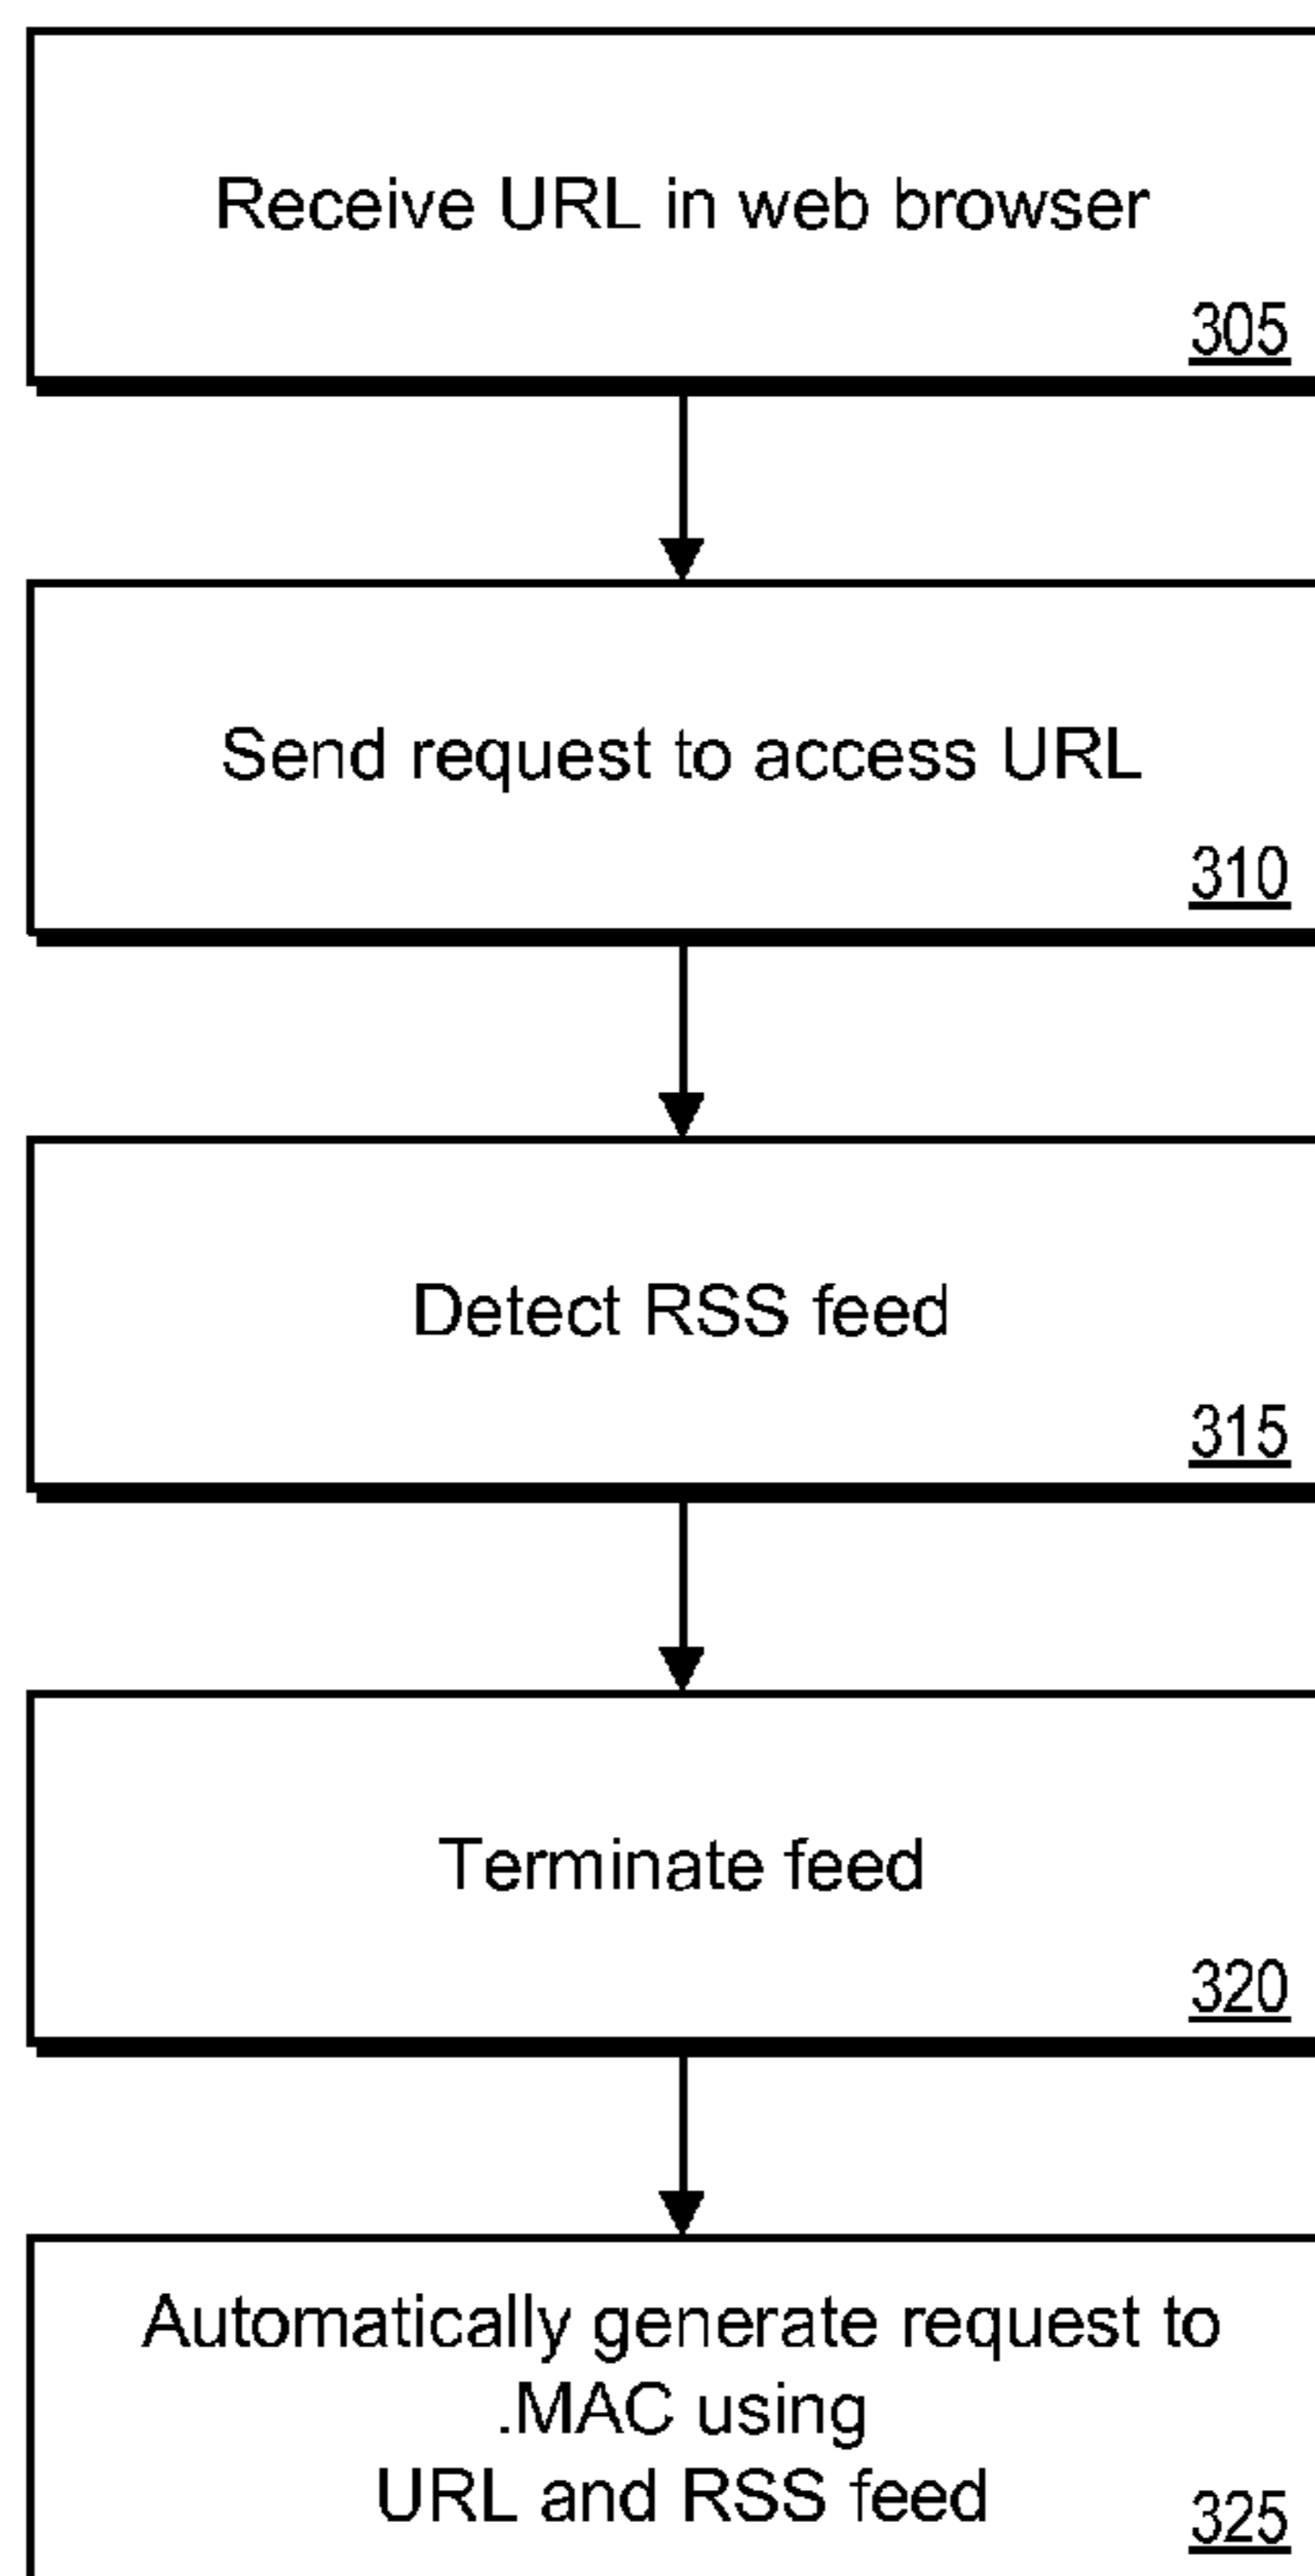 Receive URL in web browser
305
Send request to access URL
310
Detect RSS feed
315
Terminate feed
320
Automatically generate request to
.MAC using
URL and RSS feed
325